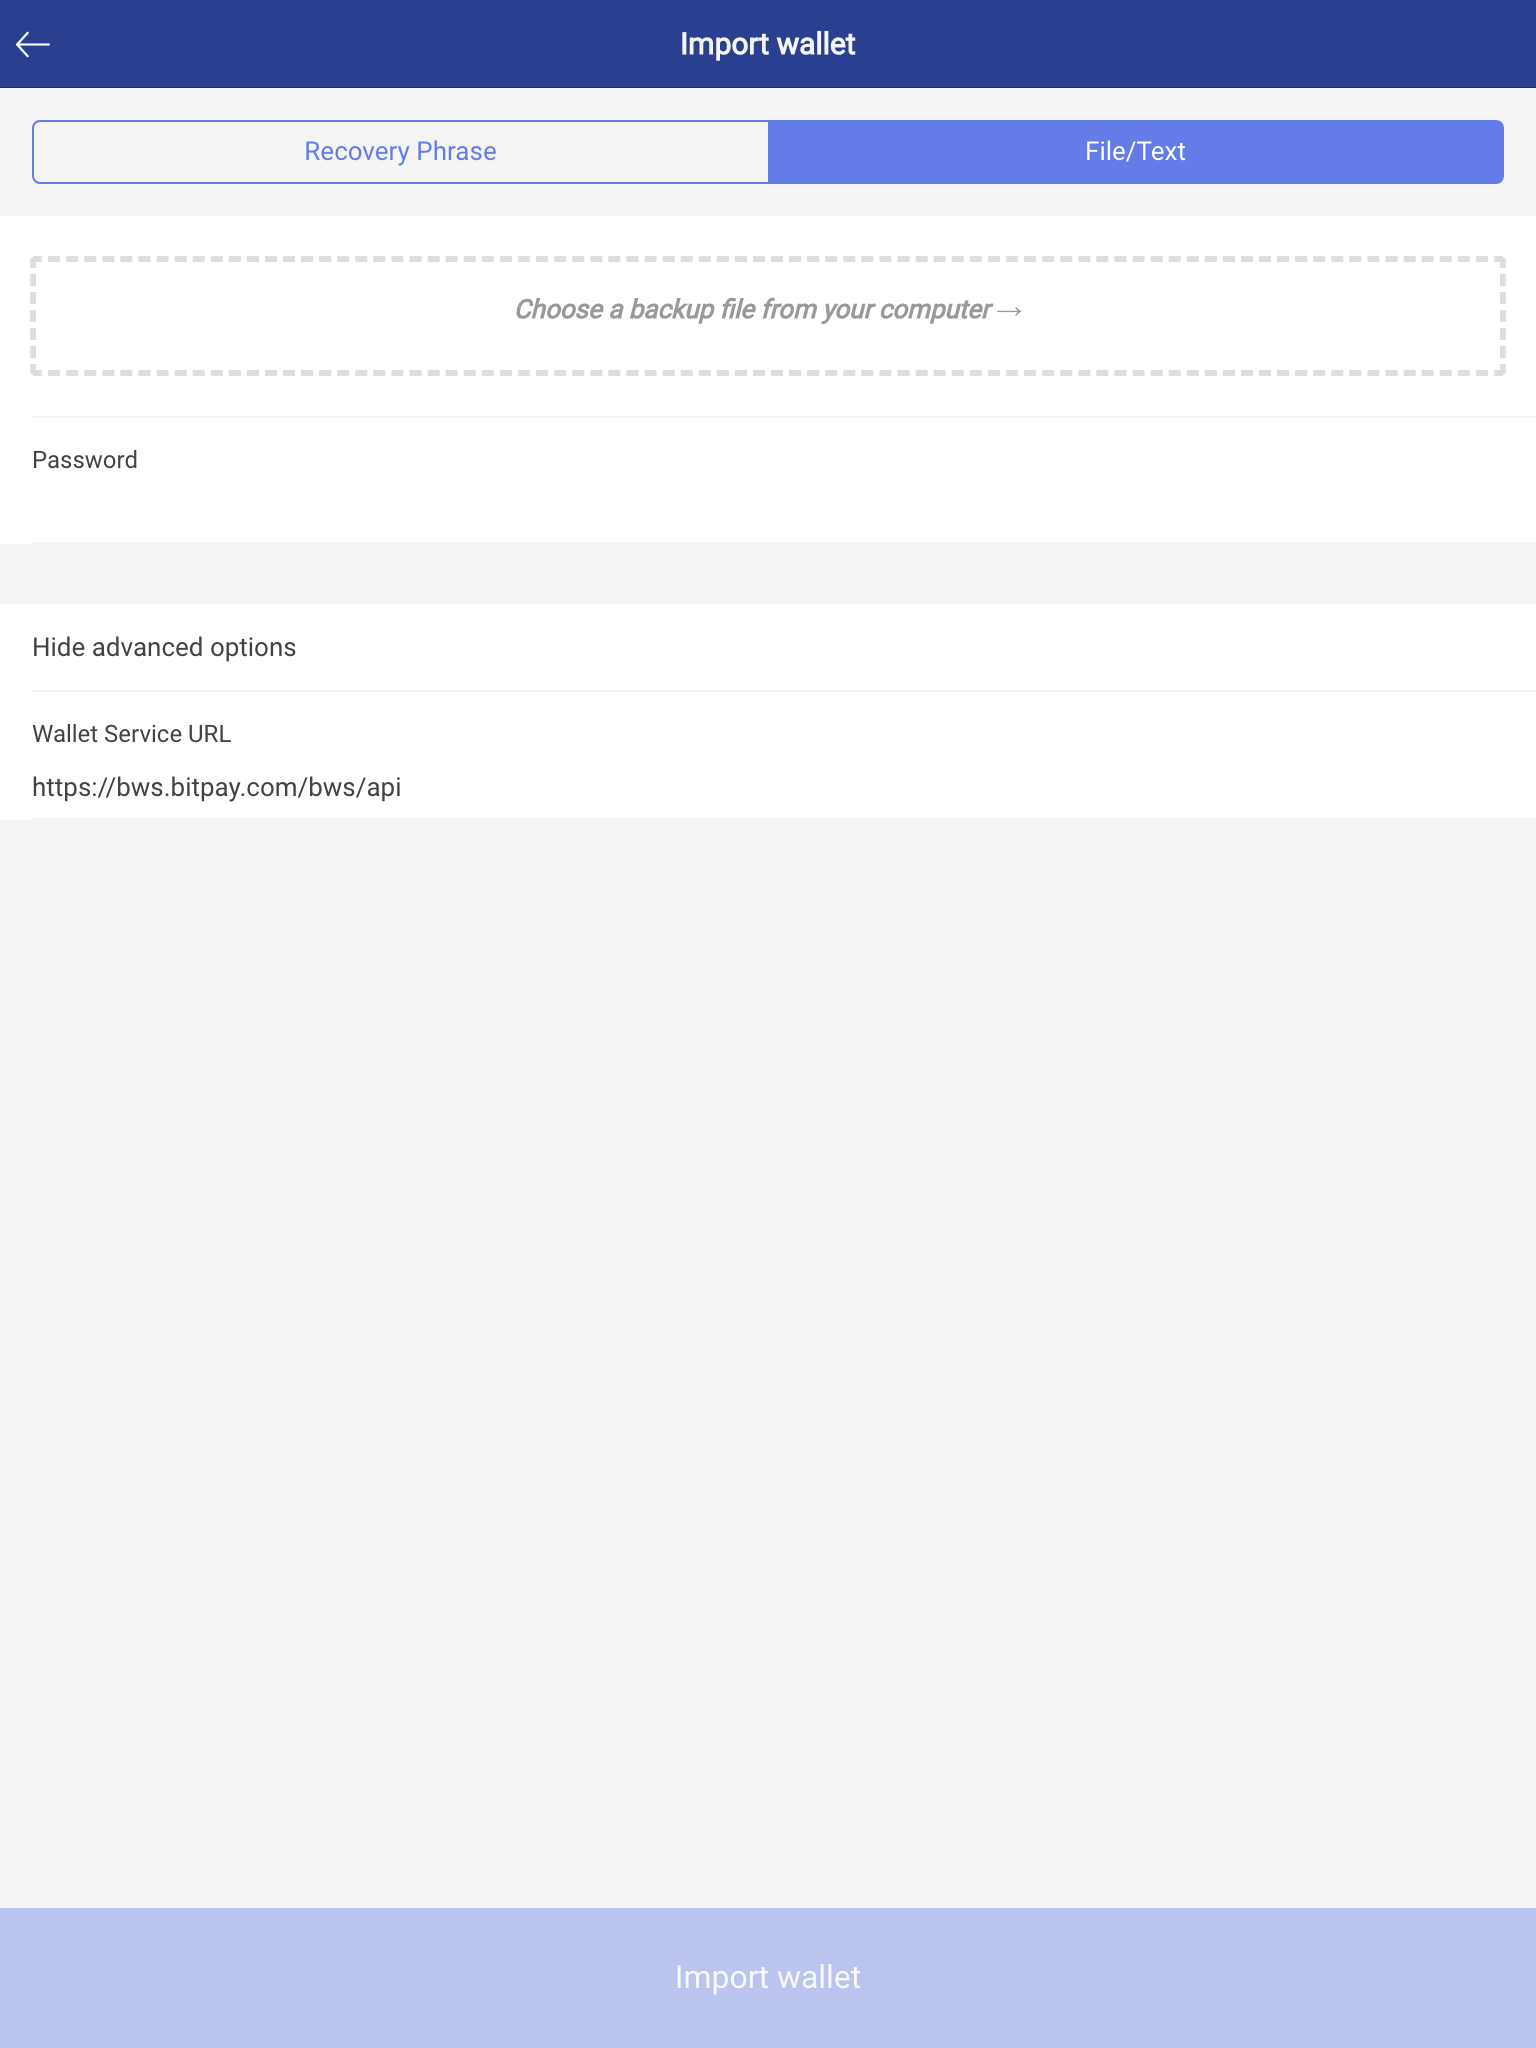 Import wallet
Recovery Phrase
File/Text
Choose a backup file from your computer →
Password
Hide advanced options
Wallet Service URL
https://bws.bitpay.com/bws/api
Import wallet